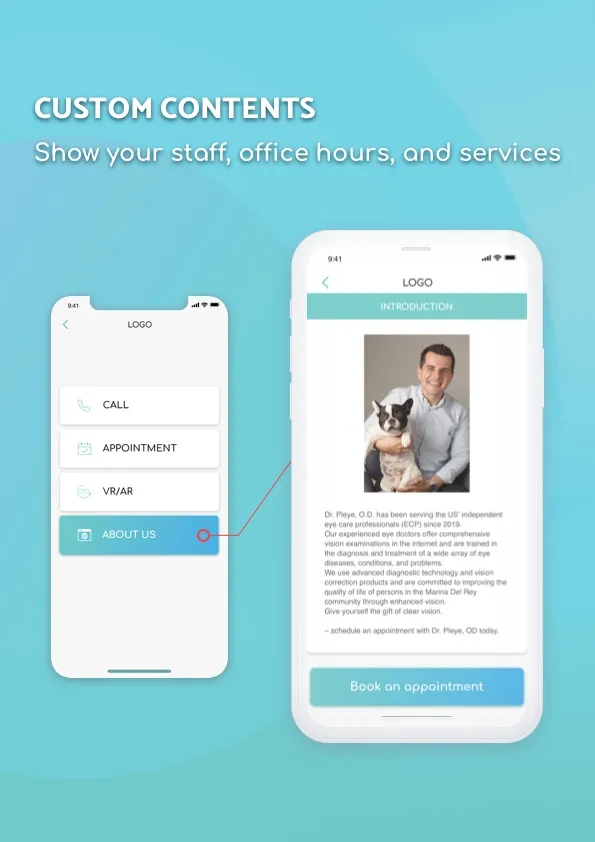 CUSTOM CONTENTS
Show your staff, office hours, and services
9:41
LOGO
CALL
APPOINTMENT
VR/AR
ABOUT US
9:41
LOGO
INTRODUCTION
Dr. Pleye, O.D. has been serving the US' independent
eye care professionals (ECP) since 2019.
Our experienced eye doctors offer comprehensive
vision examinations in the internet and are trained in
the diagnosis and treatment of a wide array of eye
diseases, conditions, and problems.
We use advanced diagnostic technology and vision
correction products and are committed to improving the
quality of life of persons in the Marina Del Rey
community through enhanced vision.
Give yourself the gift of clear vision.
– schedule an appointment with Dr. Pleye, OD today.
Book an appointment